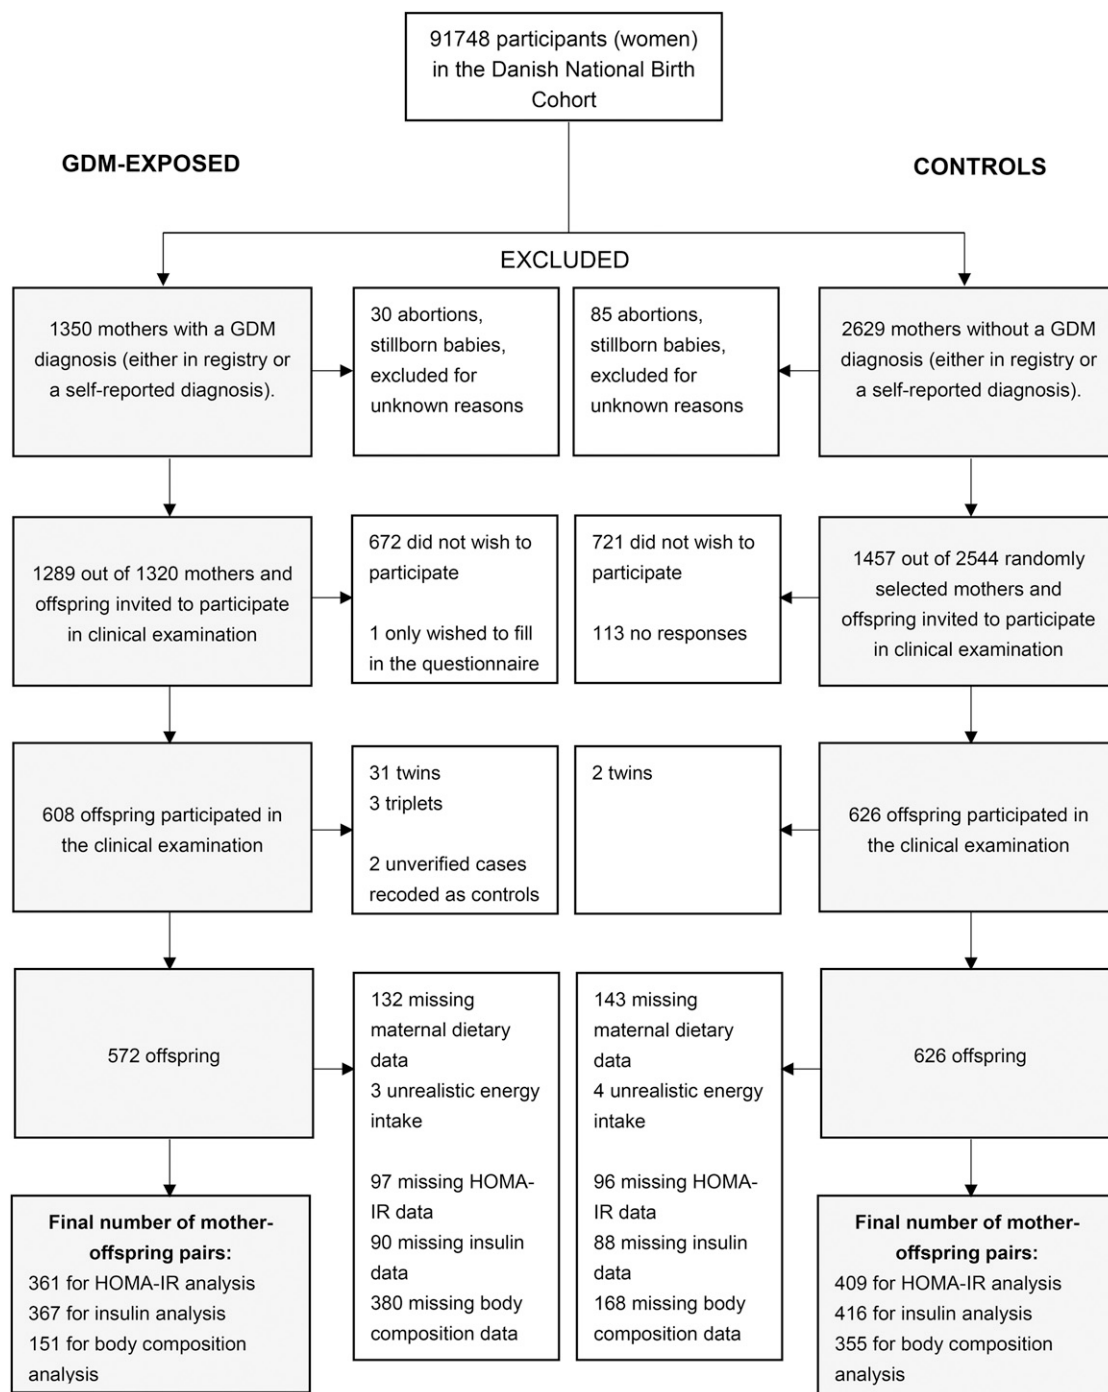 91748 participants (women)
in the Danish National Birth
Cohort
GDM-EXPOSED
CONTROLS
EXCLUDED
1350 mothers with a GDM
diagnosis (either in registry or
a self-reported diagnosis).
30 abortions,
stillborn babies,
excluded for
unknown reasons
85 abortions,
stillborn babies,
excluded for
unknown reasons
2629 mothers without a GDM
diagnosis (either in registry or
a self-reported diagnosis).
1289 out of 1320 mothers and
offspring invited to participate
in clinical examination
672 did not wish to
participate
1 only wished to fill
in the questionnaire
721 did not wish to
participate
113 no responses
1457 out of 2544 randomly
selected mothers and
offspring invited to participate
in clinical examination
608 offspring participated in
the clinical examination
31 twins
3 triplets
2 unverified cases
recoded as controls
2 twins
626 offspring participated in
the clinical examination
572 offspring
132 missing
maternal dietary
data
3 unrealistic energy
intake
97 missing HOMA-
IR data
90 missing insulin
data
380 missing body
composition data
143 missing
maternal dietary
data
4 unrealistic energy
intake
96 missing HOMA-
IR data
88 missing insulin
data
168 missing body
composition data
626 offspring
Final number of mother-
offspring pairs:
361 for HOMA-IR analysis
367 for insulin analysis
151 for body composition
analysis
Final number of mother-
offspring pairs:
409 for HOMA-IR analysis
416 for insulin analysis
355 for body composition
analysis